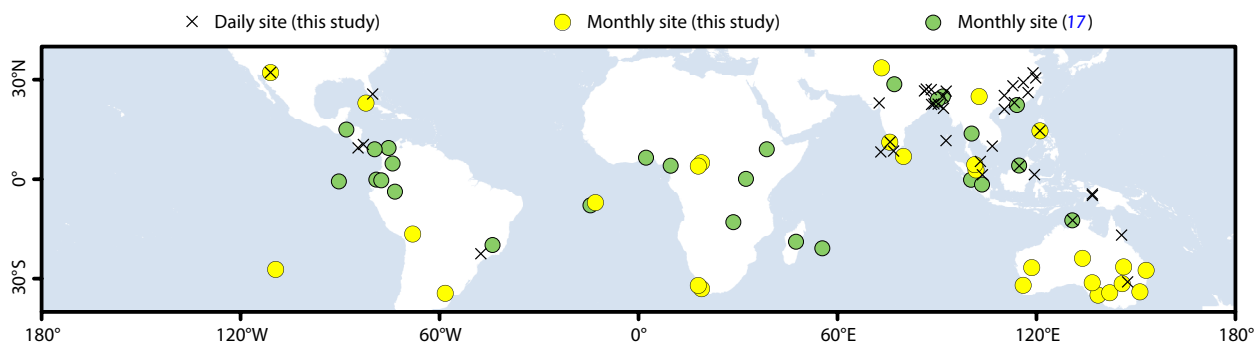 Daily site (this study)
Monthly site (this study)
Monthly site (17)
30°N
0°
30°S
180°
120°W
60°W
0°
60°E
120°E
180°